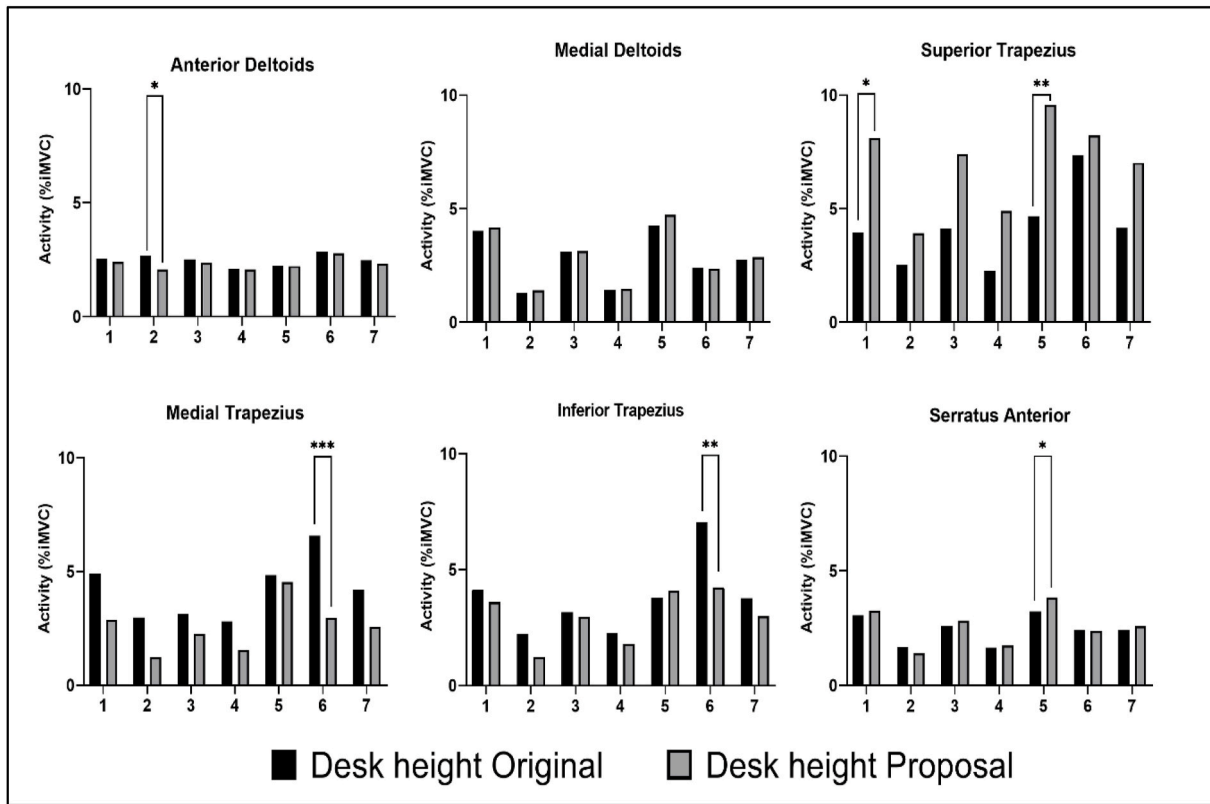 Anterior Deltoids
Activity (%iMVC)
10
5
0
*
1 2 3 4 5 6 7
Medial Deltoids
Activity (%iMVC)
10
5
0
1 2 3 4 5 6 7
Superior Trapezius
Activity (%iMVC)
10
5
0
* **
1 2 3 4 5 6 7
Medial Trapezius
Activity (%iMVC)
10
5
0
***
1 2 3 4 5 6 7
Inferior Trapezius
Activity (%iMVC)
10
5
0
**
1 2 3 4 5 6 7
Serratus Anterior
Activity (%iMVC)
10
5
0
*
1 2 3 4 5 6 7
Desk height Original Desk height Proposal